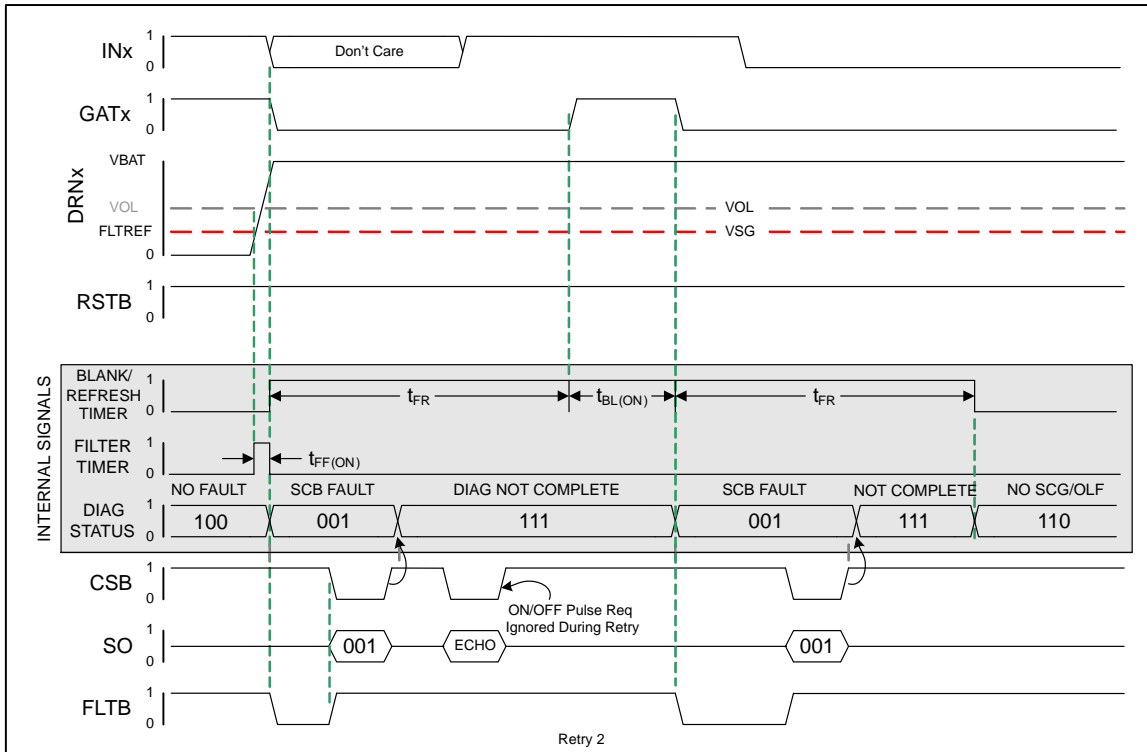 INx
1
0
Don't Care
GATx
1
0
DRNx
VBAT
VOL
FLTREF
0
VOL
VSG
RSTB
1
0
INTERNAL SIGNALS
BLANK/
REFRESH
TIMER
1
0
tFR
tBL(ON)
tFR
FILTER
TIMER
1
0
tFF(ON)
NO FAULT
SCB FAULT
DIAG NOT COMPLETE
SCB FAULT
NOT COMPLETE
NO SCG/OLF
DIAG
STATUS
1
0
100
001
111
001
111
110
CSB
1
0
ON/OFF Pulse Req
Ignored During Retry
SO
1
0
001
ECHO
001
FLTB
1
0
Retry 2